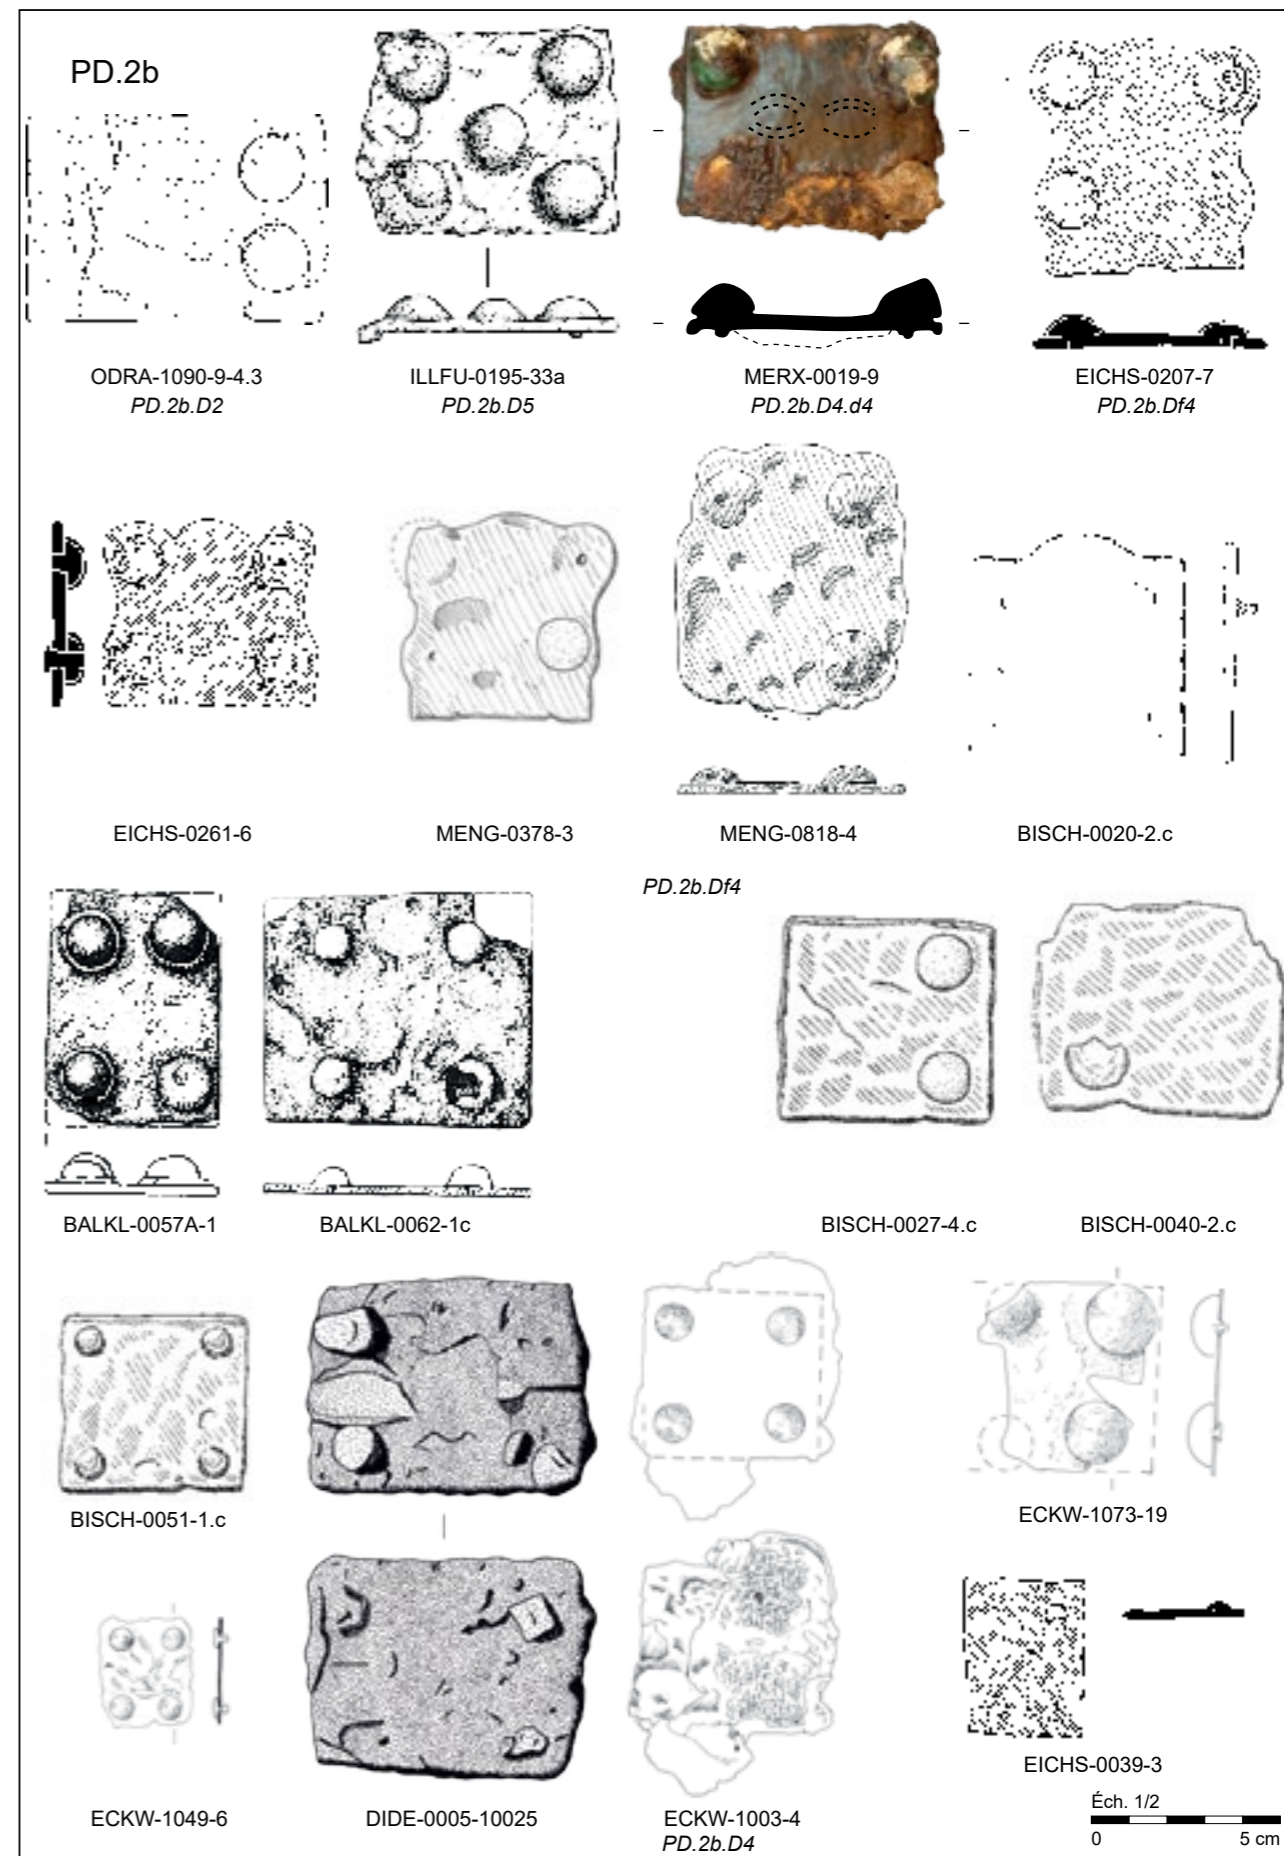 PD.2b
ODRA-1090-9-4.3
PD.2b.D2
ILLFU-0195-33a
PD.2b.D5
MERX-0019-9
PD.2b.D4.d4
EICHS-0207-7
PD.2b.Df4
EICHS-0261-6
MENG-0378-3
MENG-0818-4
BISCH-0020-2.c
PD.2b.Df4
BALKL-0057A-1
BALKL-0062-1c
BISCH-0027-4.c
BISCH-0040-2.c
BISCH-0051-1.c
ECKW-1073-19
EICHS-0039-3
ECKW-1049-6
DIDE-0005-10025
ECKW-1003-4
PD.2b.D4
Éch. 1/2
0 5 cm